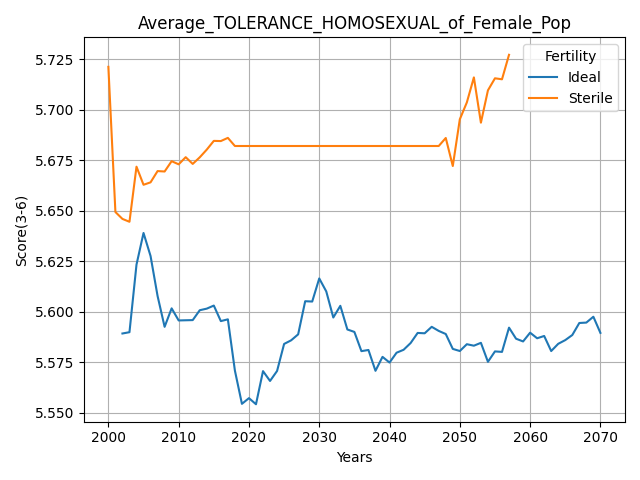 Average_TOLERANCE_HOMOSEXUAL_of_Female_Pop
Fertility
Ideal
Sterile
Score(3-6)
5.725
5.700
5.675
5.650
5.625
5.600
5.575
5.550
2000 2010 2020 2030 2040 2050 2060 2070
Years